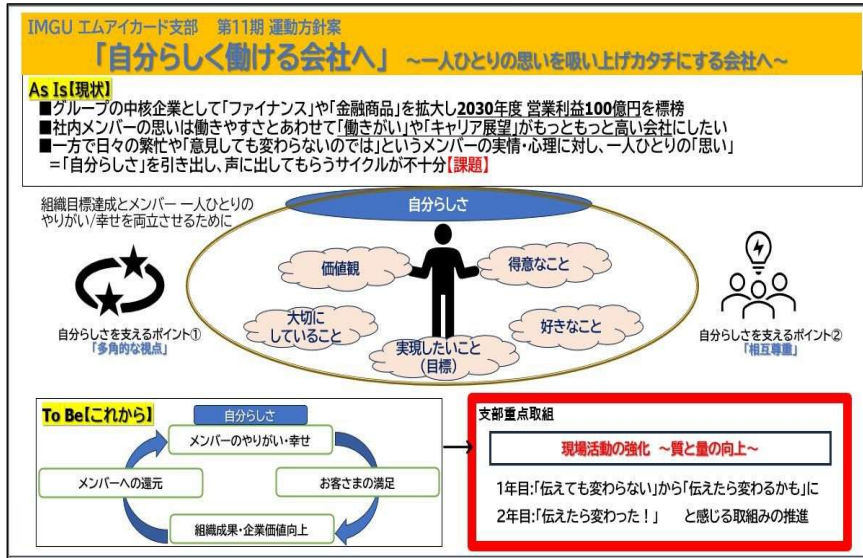 IMGU エムアイカード支部　第11期 運動方針案
「自分らしく働ける会社へ」 ～一人ひとりの思いを吸い上げカタチにする会社へ～
As Is【現状】
■グループの中核企業として「ファイナンス」や「金融商品」を拡大し2030年度 営業利益100億円を標榜
■社内メンバーの思いは働きやすさとあわせて「働きがい」や「キャリア展望」がもっともっと高い会社にしたい
■一方で日々の繁忙や「意見しても変わらないのでは」というメンバーの実情・心理に対し、一人ひとりの「思い」
＝「自分らしさ」を引き出し、声に出してもらうサイクルが不十分【課題】
組織目標達成とメンバー 一人ひとりの
やりがい/幸せを両立させるために
自分らしさ
価値観
得意なこと
大切に
していること
好きなこと
実現したいこと
(目標)
自分らしさを支えるポイント①
「多角的な視点」
自分らしさを支えるポイント②
「相互尊重」
To Be【これから】
自分らしさ
メンバーのやりがい・幸せ
メンバーへの還元
お客さまの満足
組織成果・企業価値向上
支部重点取組
現場活動の強化 ～質と量の向上～
1年目:「伝えても変わらない」から「伝えたら変わるかも」に
2年目:「伝えたら変わった！」　と感じる取組みの推進